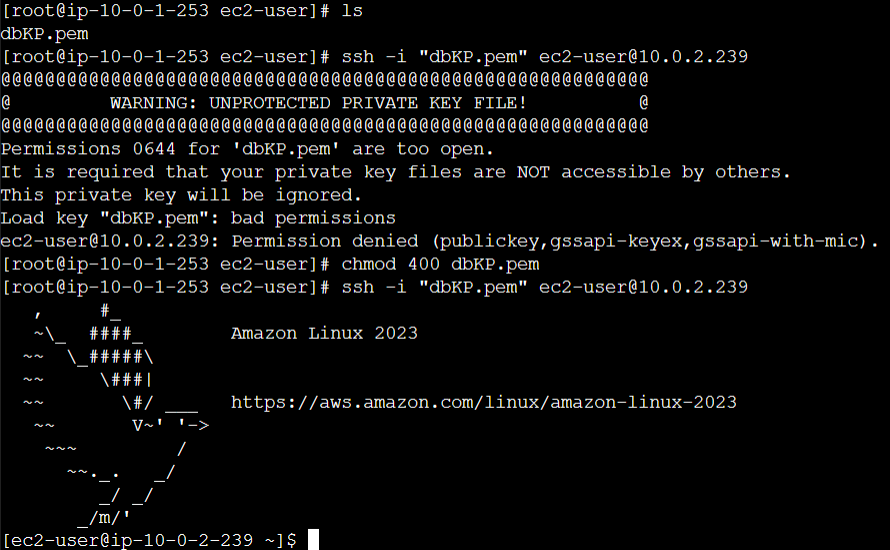 [root@ip-10-0-1-253 ec2-user]# ls
dbKP.pem
[root@ip-10-0-1-253 ec2-user]# ssh -i "dbKP.pem" ec2-user@10.0.2.239
@@@@@@@@@@@@@@@@@@@@@@@@@@@@@@@@@@@@@@@@@@@@@@@@@@@@@@@@@@@
@         WARNING: UNPROTECTED PRIVATE KEY FILE!          @
@@@@@@@@@@@@@@@@@@@@@@@@@@@@@@@@@@@@@@@@@@@@@@@@@@@@@@@@@@@
Permissions 0644 for 'dbKP.pem' are too open.
It is required that your private key files are NOT accessible by others.
This private key will be ignored.
Load key "dbKP.pem": bad permissions
ec2-user@10.0.2.239: Permission denied (publickey,gssapi-keyex,gssapi-with-mic).
[root@ip-10-0-1-253 ec2-user]# chmod 400 dbKP.pem
[root@ip-10-0-1-253 ec2-user]# ssh -i "dbKP.pem" ec2-user@10.0.2.239
   ,     #_
   ~\_  ####_        Amazon Linux 2023
  ~~  \_#####\
  ~~     \###|
  ~~       \#/ ___   https://aws.amazon.com/linux/amazon-linux-2023
   ~~       V~' '->
    ~~~         /
      ~~._.   _/
         _/ _/
       _/m/'
[ec2-user@ip-10-0-2-239 ~]$